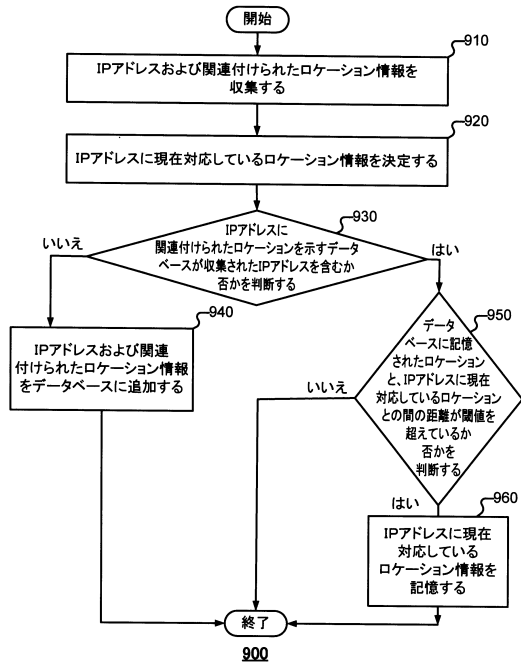 開始
910
IPアドレスおよび関連付けられたロケーション情報を
収集する
920
IPアドレスに現在対応しているロケーション情報を決定する
930
IPアドレスに
関連付けられたロケーションを示すデータ
ベースが収集されたIPアドレスを含むか
否かを判断する
いいえ
はい
940
IPアドレスおよび関連
付けられたロケーション情報
をデータベースに追加する
950
データ
ベースに記憶
されたロケーション
と、IPアドレスに現在
対応しているロケーション
との間の距離が閾値を
超えているか
否かを
判断する
いいえ
はい
960
IPアドレスに現在
対応している
ロケーション情報を
記憶する
終了
900